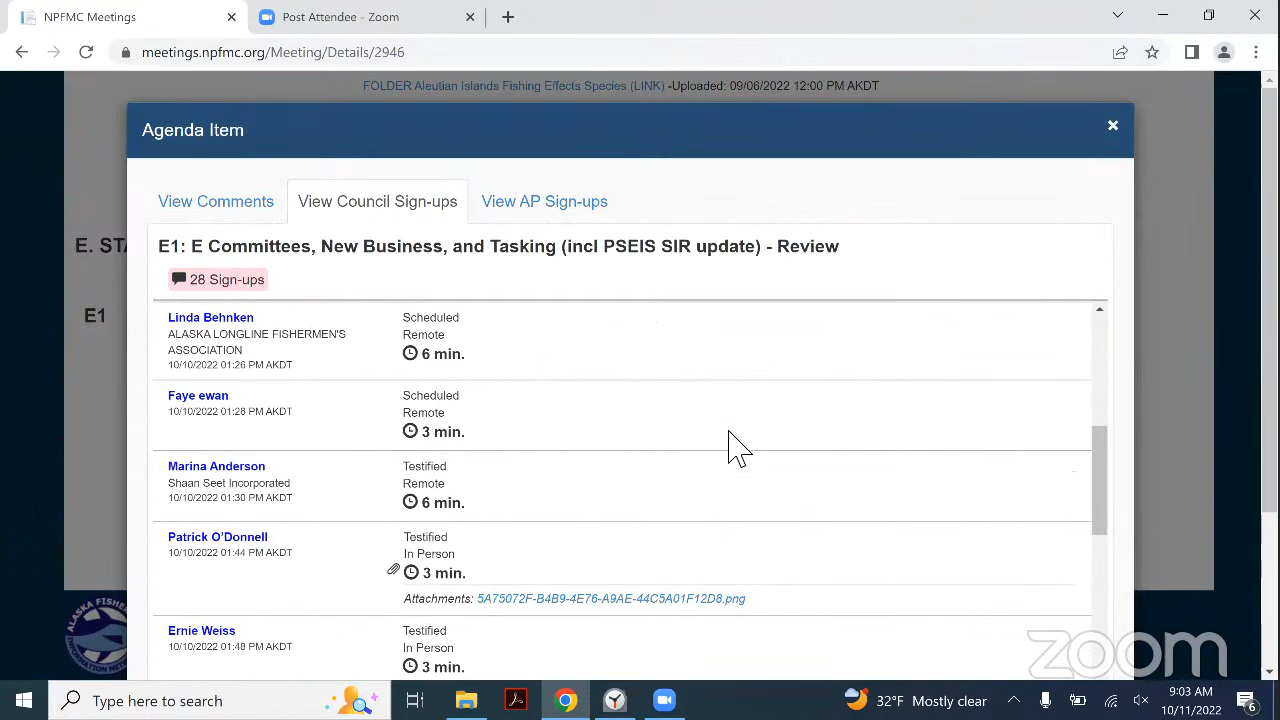 NPFMC Meetings
Post Attendee - Zoom
meetings.npfmc.org/Meeting/Details/2946
FOLDER Aleutian Islands Fishing Effects Species (LINK) -Uploaded: 09/06/2022 12:00 PM AKDT
Agenda Item
View Comments
View Council Sign-ups
View AP Sign-ups
E. STA
E1
E1: E Committees, New Business, and Tasking (incl PSEIS SIR update) - Review
28 Sign-ups
Linda Behnken
ALASKA LONGLINE FISHERMEN'S
ASSOCIATION
10/10/2022 01:26 PM AKDT
Scheduled
Remote
6 min.
Faye ewan
10/10/2022 01:28 PM AKDT
Scheduled
Remote
3 min.
Marina Anderson
Shaan Seet Incorporated
10/10/2022 01:30 PM AKDT
Testified
Remote
6 min.
Patrick O'Donnell
10/10/2022 01:44 PM AKDT
Testified
In Person
3 min.
Attachments: 5A75072F-B4B9-4E76-A9AE-44C5A01F12D8.png
Ernie Weiss
10/10/2022 01:48 PM AKDT
Testified
In Person
3 min.
ALASKA FISHER
INFORMATION NET
zoom
Type here to search
32°F Mostly clear
9:03 AM
10/11/2022
6